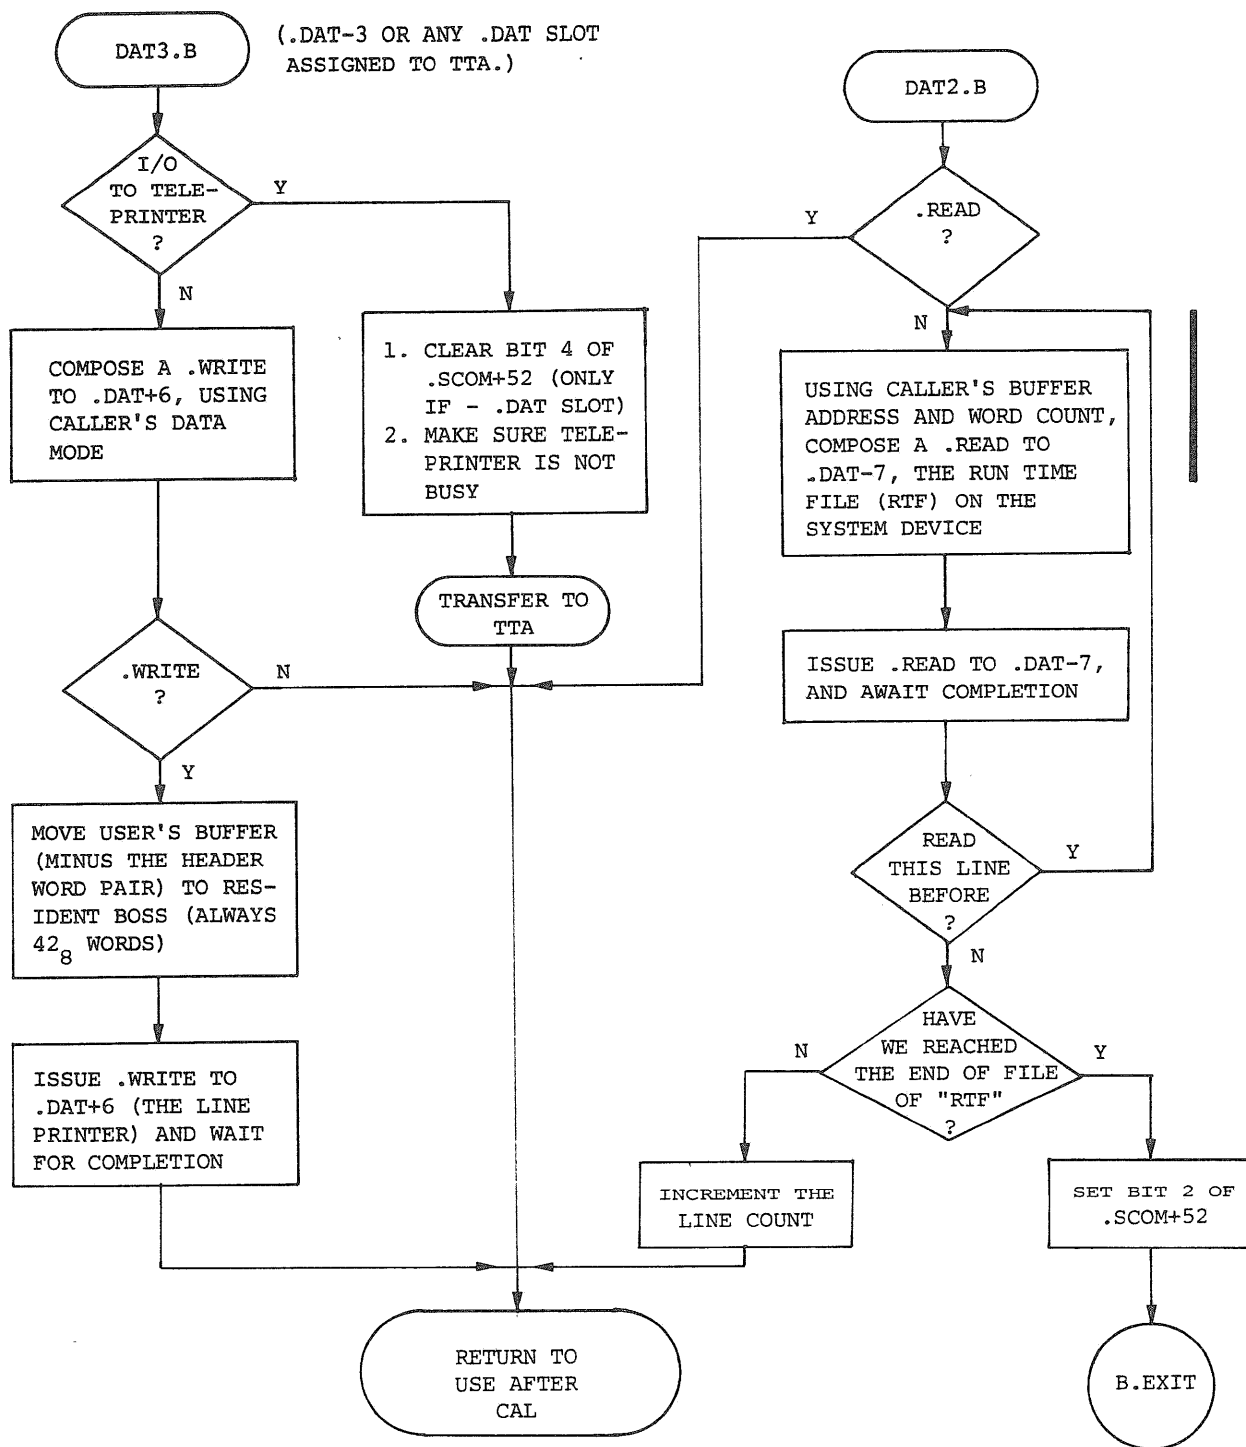 DAT3.B
(.DAT-3 OR ANY .DAT SLOT
ASSIGNED TO TTA.)
I/O
TO TELE-
PRINTER
?
Y
N
COMPOSE A .WRITE
TO .DAT+6, USING
CALLER'S DATA
MODE
1. CLEAR BIT 4 OF
.SCOM+52 (ONLY
IF - .DAT SLOT)
2. MAKE SURE TELE-
PRINTER IS NOT
BUSY
TRANSFER TO
TTA
.WRITE
?
N
Y
MOVE USER'S BUFFER
(MINUS THE HEADER
WORD PAIR) TO RES-
IDENT BOSS (ALWAYS
428 WORDS)
ISSUE .WRITE TO
.DAT+6 (THE LINE
PRINTER) AND WAIT
FOR COMPLETION
DAT2.B
.READ
?
Y
N
USING CALLER'S BUFFER
ADDRESS AND WORD COUNT,
COMPOSE A .READ TO
.DAT-7, THE RUN TIME
FILE (RTF) ON THE
SYSTEM DEVICE
ISSUE .READ TO .DAT-7,
AND AWAIT COMPLETION
READ
THIS LINE
BEFORE
?
Y
N
HAVE
WE REACHED
THE END OF FILE
OF "RTF"
?
N
Y
INCREMENT THE
LINE COUNT
SET BIT 2 OF
.SCOM+52
RETURN TO
USE AFTER
CAL
B.EXIT